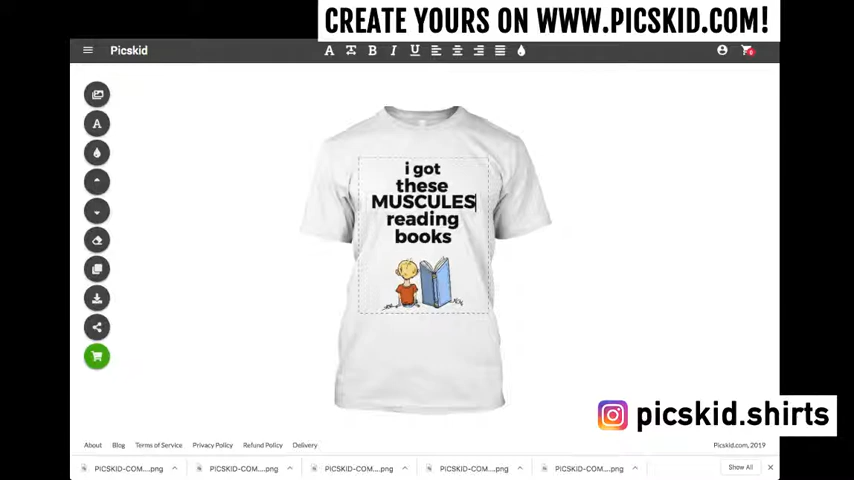 CREATE YOURS ON WWW.PICSKID.COM!
Picskid
A B I U
0
A
i got
these
MUSCULES
reading
books
picskid.shirts
About Blog Terms of Service Privacy Policy Refund Policy Delivery
Picskid.com, 2019
PICSKID-COM....png PICSKID-COM....png PICSKID-COM....png PICSKID-COM....png PICSKID-COM....png Show All